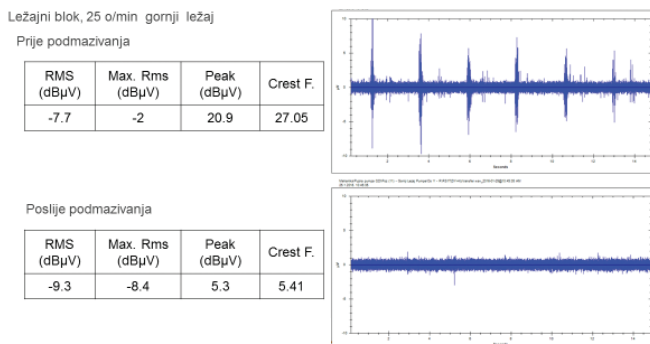 Ležajni blok, 25 o/min gornji ležaj
Prije podmazivanja
RMS (dBµV) Max. Rms (dBµV) Peak (dBµV) Crest F.
-7.7 -2 20.9 27.05
Poslije podmazivanja
RMS (dBµV) Max. Rms (dBµV) Peak (dBµV) Crest F.
-9.3 -8.4 5.3 5.41